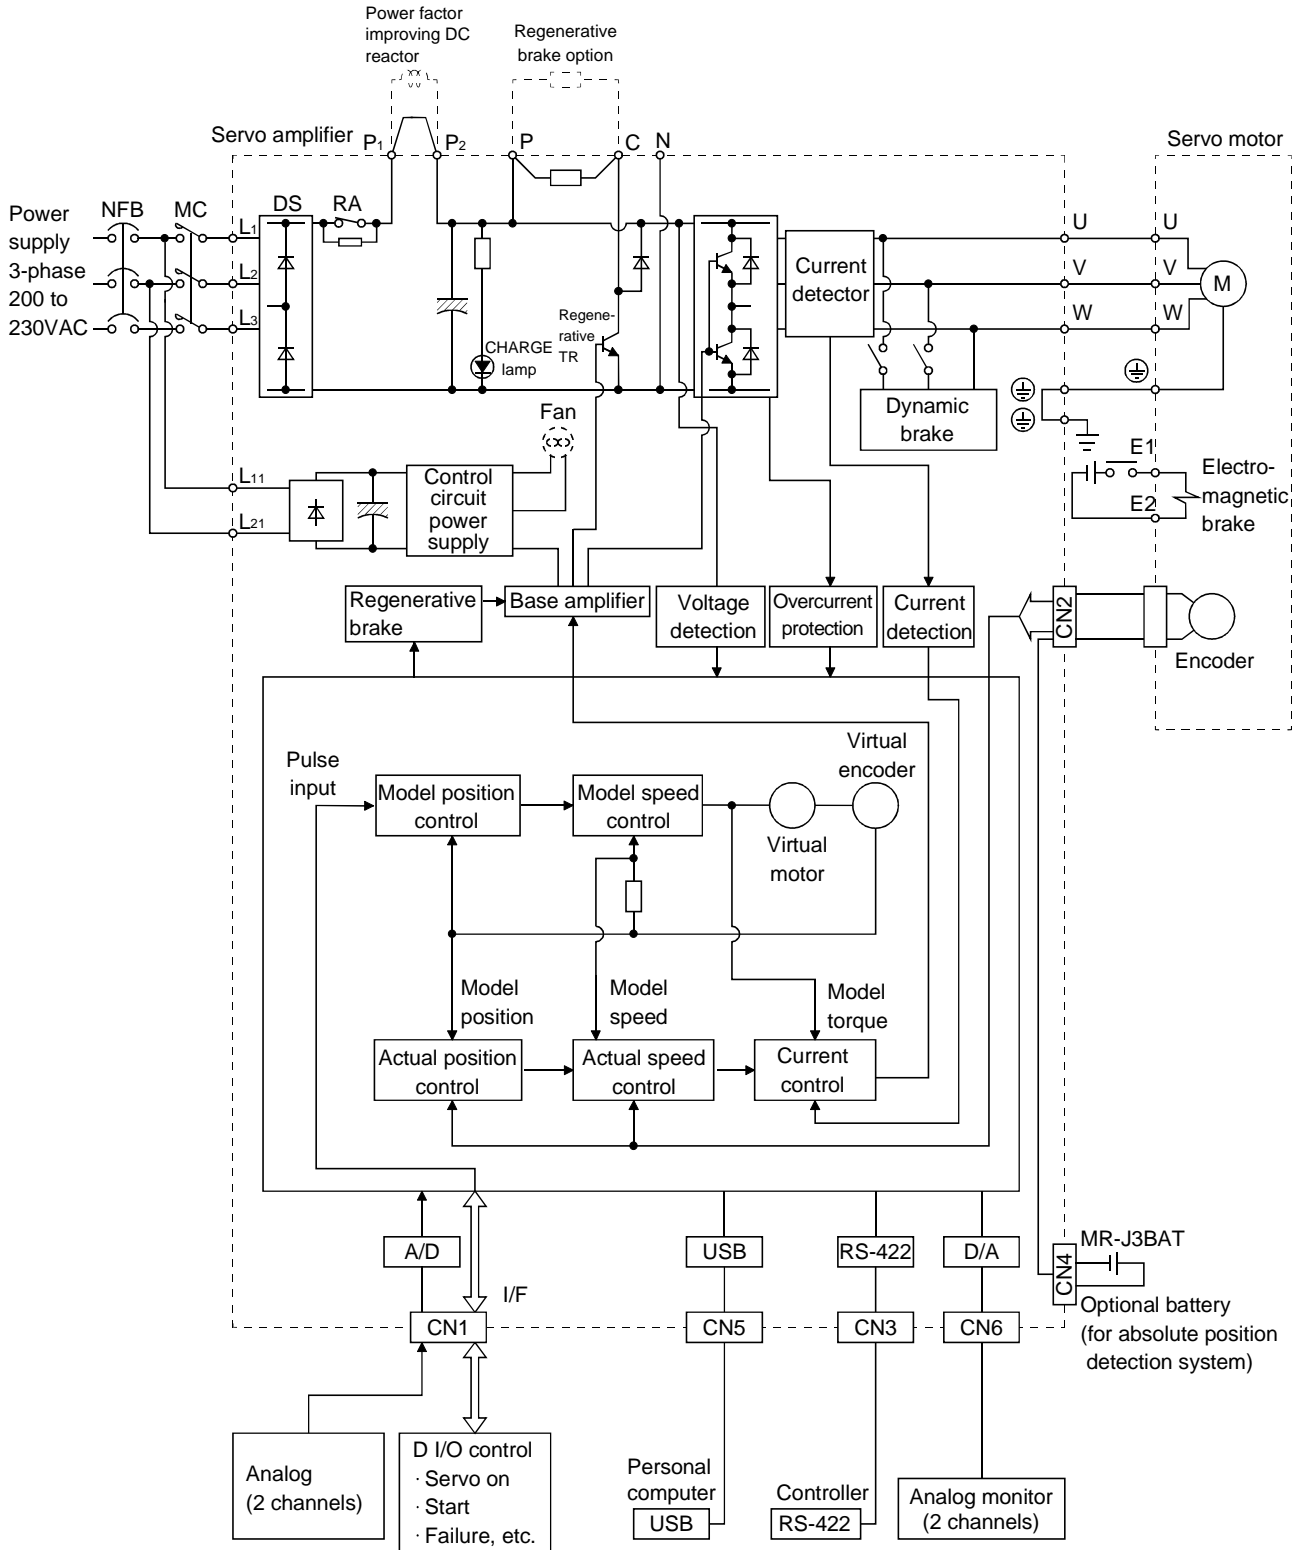 Power factor
improving DC
reactor
Regenerative
brake option
Servo amplifier
P1
P2
P
C
N
Servo motor
Power
supply
3-phase
200 to
230VAC
NFB
MC
DS
RA
L1
L2
L3
U
U
V
V
W
W
M
Current
detector
Regene-
rative
TR
CHARGE
lamp
Dynamic
brake
Fan
E1
E2
Electro-
magnetic
brake
L11
L21
Control
circuit
power
supply
Regenerative
brake
Base amplifier
Voltage
detection
Overcurrent
protection
Current
detection
CN2
Encoder
Pulse
input
Virtual
encoder
Model position
control
Model speed
control
Virtual
motor
Model
position
Model
speed
Model
torque
Actual position
control
Actual speed
control
Current
control
A/D
USB
RS-422
D/A
I/F
CN4
MR-J3BAT
Optional battery
(for absolute position
detection system)
CN1
CN5
CN3
CN6
Analog
(2 channels)
D I/O control
· Servo on
· Start
· Failure, etc.
Personal
computer
USB
Controller
RS-422
Analog monitor
(2 channels)